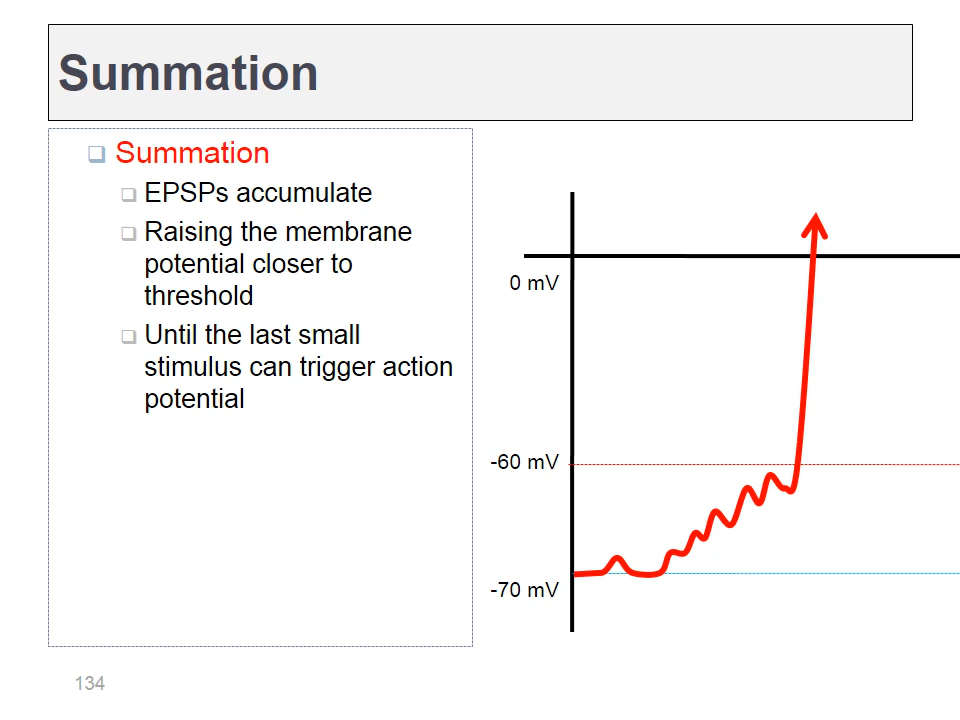 Summation
Summation
EPSPs accumulate
Raising the membrane
potential closer to
threshold
Until the last small
stimulus can trigger action
potential
0 mV
-60 mV
-70 mV
134